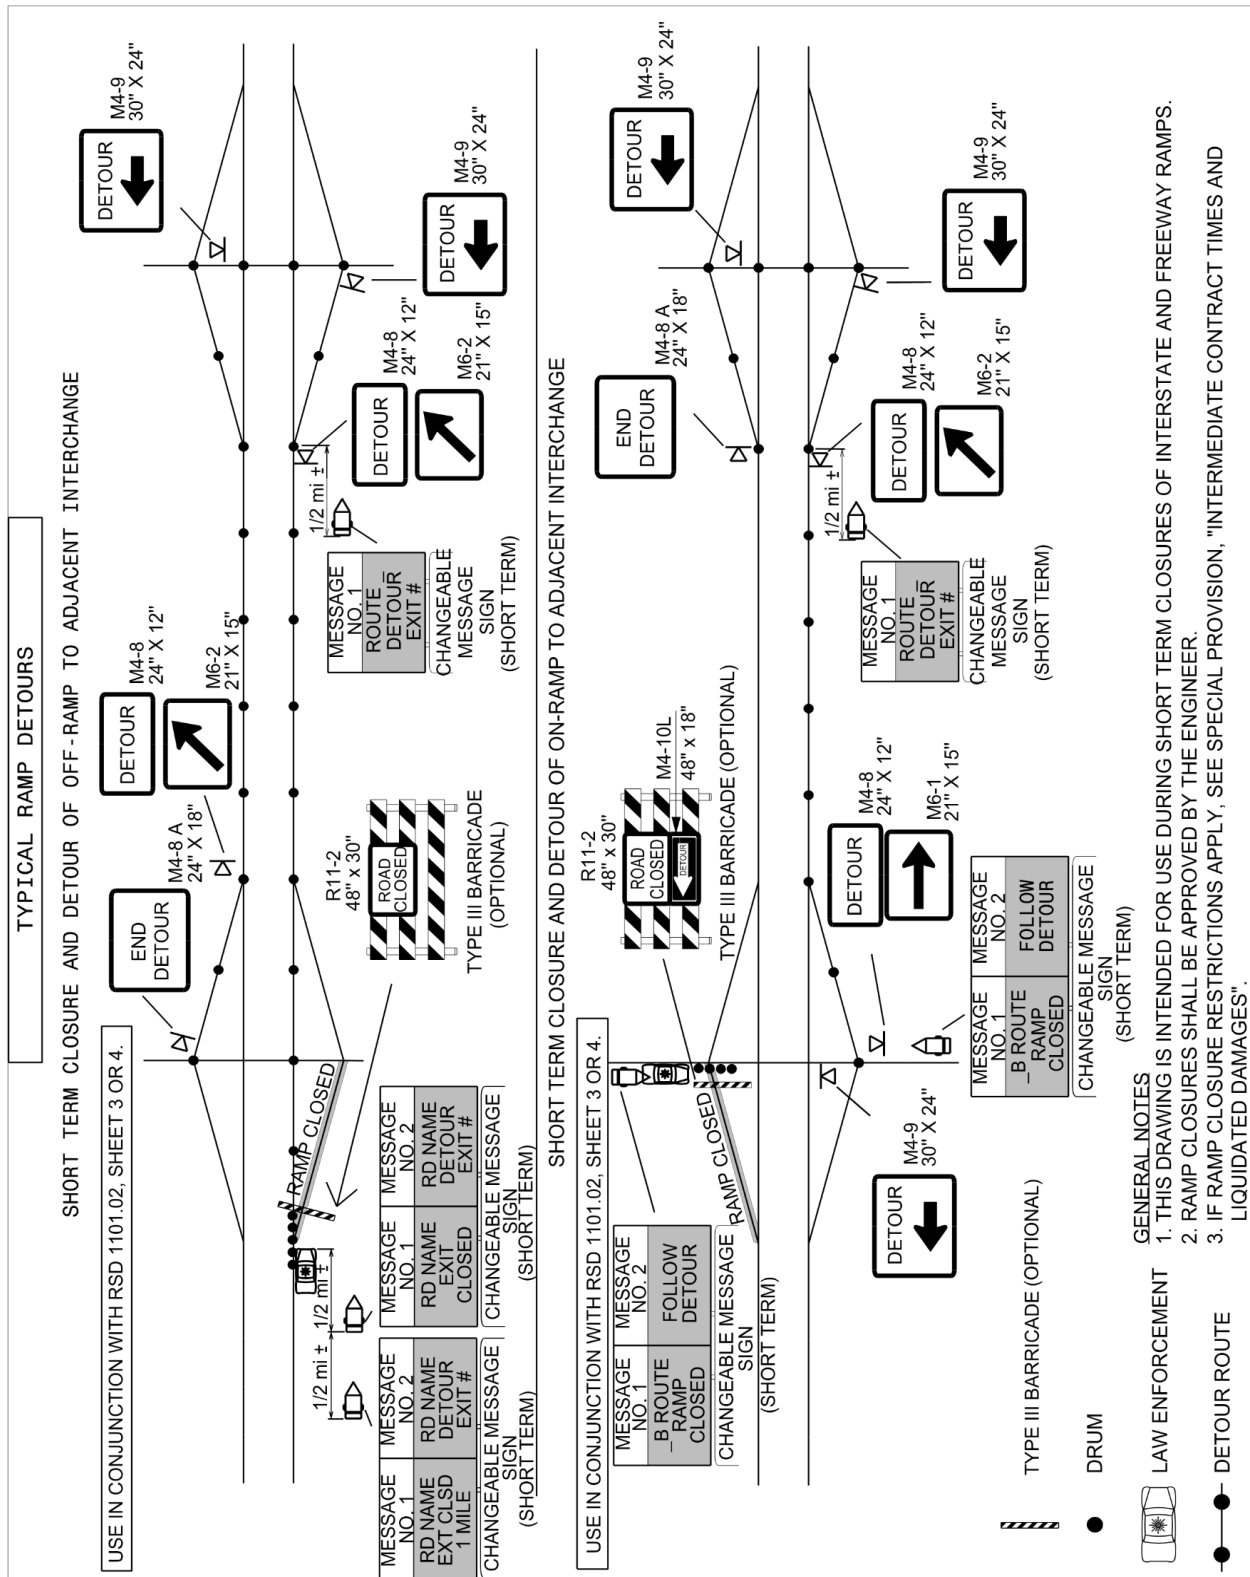 TYPICAL RAMP DETOURS
SHORT TERM CLOSURE AND DETOUR OF OFF-RAMP TO ADJACENT INTERCHANGE
USE IN CONJUNCTION WITH RSD 1101.02, SHEET 3 OR 4.
END
DETOUR
M4-8 A
24" X 18"
DETOUR
M4-8
24" X 12"
M6-2
21" X 15"
DETOUR
M4-9
30" X 24"
RAMP CLOSED
1/2 mi ±
1/2 mi ±
R11-2
48" x 30"
ROAD
CLOSED
TYPE III BARRICADE
(OPTIONAL)
1/2 mi ±
DETOUR
M4-8
24" X 12"
M6-2
21" X 15"
DETOUR
M4-9
30" X 24"
MESSAGE
NO. 1
RD NAME
EXT CLSD
1 MILE
MESSAGE
NO. 2
RD NAME
DETOUR
EXIT #
CHANGEABLE MESSAGE
SIGN
(SHORT TERM)
MESSAGE
NO. 1
RD NAME
EXIT
CLOSED
MESSAGE
NO. 2
RD NAME
DETOUR
EXIT #
CHANGEABLE MESSAGE
SIGN
(SHORT TERM)
MESSAGE
NO. 1
ROUTE _
DETOUR
EXIT #
CHANGEABLE
MESSAGE
SIGN
(SHORT TERM)
SHORT TERM CLOSURE AND DETOUR OF ON-RAMP TO ADJACENT INTERCHANGE
USE IN CONJUNCTION WITH RSD 1101.02, SHEET 3 OR 4.
R11-2
48" x 30"
ROAD
CLOSED
DETOUR
M4-10L
48" x 18"
TYPE III BARRICADE (OPTIONAL)
END
DETOUR
M4-8 A
24" X 18"
DETOUR
M4-9
30" X 24"
MESSAGE
NO. 1
_B ROUTE _
RAMP
CLOSED
MESSAGE
NO. 2
FOLLOW
DETOUR
CHANGEABLE MESSAGE
SIGN
(SHORT TERM)
RAMP CLOSED
1/2 mi ±
DETOUR
M4-9
30" X 24"
DETOUR
M4-8
24" X 12"
M6-1
21" X 15"
MESSAGE
NO. 1
_B ROUTE _
RAMP
CLOSED
MESSAGE
NO. 2
FOLLOW
DETOUR
CHANGEABLE MESSAGE
SIGN
(SHORT TERM)
MESSAGE
NO. 1
ROUTE _
DETOUR
EXIT #
CHANGEABLE
MESSAGE
SIGN
(SHORT TERM)
DETOUR
M4-8
24" X 12"
M6-2
21" X 15"
DETOUR
M4-9
30" X 24"
TYPE III BARRICADE (OPTIONAL)
DRUM
LAW ENFORCEMENT
DETOUR ROUTE
GENERAL NOTES
1. THIS DRAWING IS INTENDED FOR USE DURING SHORT TERM CLOSURES OF INTERSTATE AND FREEWAY RAMPS.
2. RAMP CLOSURES SHALL BE APPROVED BY THE ENGINEER.
3. IF RAMP CLOSURE RESTRICTIONS APPLY, SEE SPECIAL PROVISION, "INTERMEDIATE CONTRACT TIMES AND
LIQUIDATED DAMAGES".